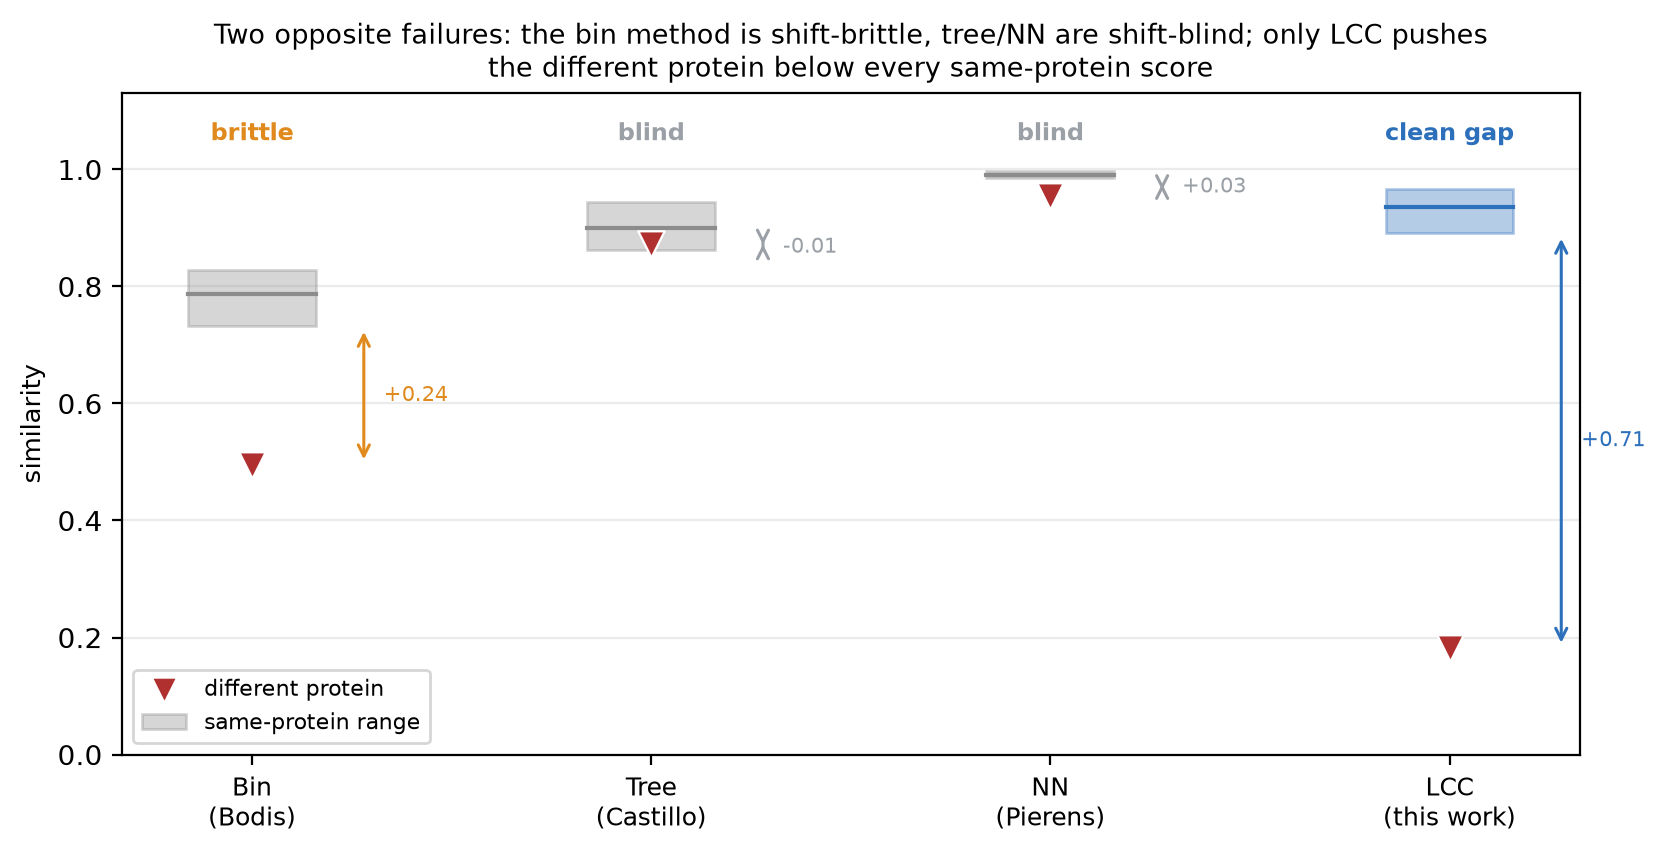 Two opposite failures: the bin method is shift-brittle, tree/NN are shift-blind; only LCC pushes
the different protein below every same-protein score
brittle
blind
blind
clean gap
1.0
0.8
0.6
0.4
0.2
0.0
similarity
+0.24
-0.01
+0.03
+0.71
different protein
same-protein range
Bin
(Bodis)
Tree
(Castillo)
NN
(Pierens)
LCC
(this work)